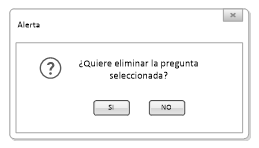 Alerta
¿Quiere eliminar la pregunta
seleccionada?
SI
NO